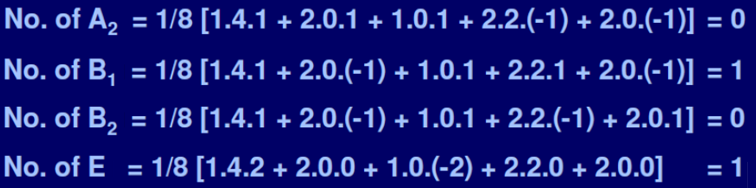 No. of A₂ = 1/8 [1.4.1 + 2.0.1 + 1.0.1 + 2.2.(-1) + 2.0.(-1)] = 0
No. of B₁ = 1/8 [1.4.1 + 2.0.(-1) + 1.0.1 + 2.2.1 + 2.0.(-1)] = 1
No. of B₂ = 1/8 [1.4.1 + 2.0.(-1) + 1.0.1 + 2.2.(-1) + 2.0.1] = 0
No. of E = 1/8 [1.4.2 + 2.0.0 + 1.0.(-2) + 2.2.0 + 2.0.0] = 1